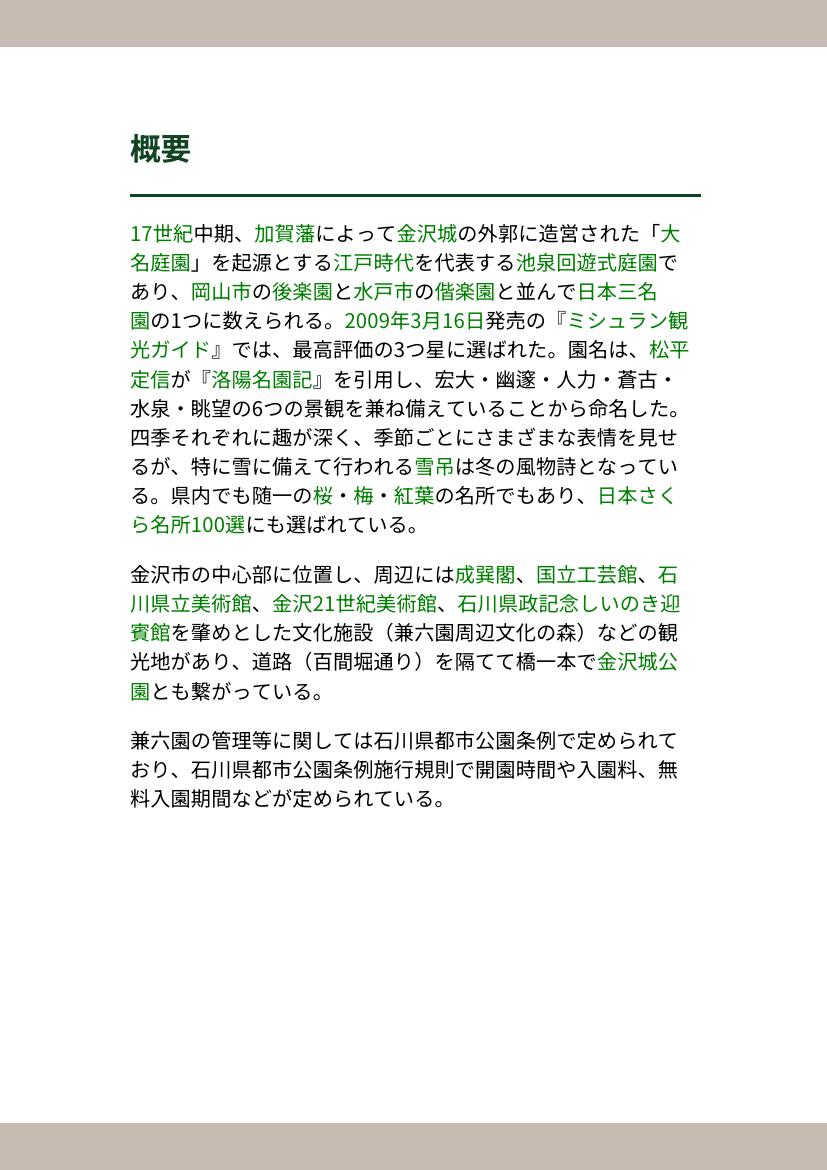 概要
17世紀中期、加賀藩によって金沢城の外郭に造営された「大
名庭園」を起源とする江戸時代を代表する池泉回遊式庭園で
あり、岡山市の後楽園と水戸市の偕楽園と並んで日本三名
園の1つに数えられる。2009年3月16日発売の『ミシュラン観
光ガイド』では、最高評価の3つ星に選ばれた。園名は、松平
定信が『洛陽名園記』を引用し、宏大・幽邃・人力・蒼古・
水泉・眺望の6つの景観を兼ね備えていることから命名した。
四季それぞれに趣が深く、季節ごとにさまざまな表情を見せ
るが、特に雪に備えて行われる雪吊は冬の風物詩となってい
る。県内でも随一の桜・梅・紅葉の名所でもあり、日本さく
ら名所100選にも選ばれている。
金沢市の中心部に位置し、周辺には成巽閣、国立工芸館、石
川県立美術館、金沢21世紀美術館、石川県政記念しいのき迎
賓館を肇めとした文化施設（兼六園周辺文化の森）などの観
光地があり、道路（百間堀通り）を隔てて橋一本で金沢城公
園とも繋がっている。
兼六園の管理等に関しては石川県都市公園条例で定められて
おり、石川県都市公園条例施行規則で開園時間や入園料、無
料入園期間などが定められている。